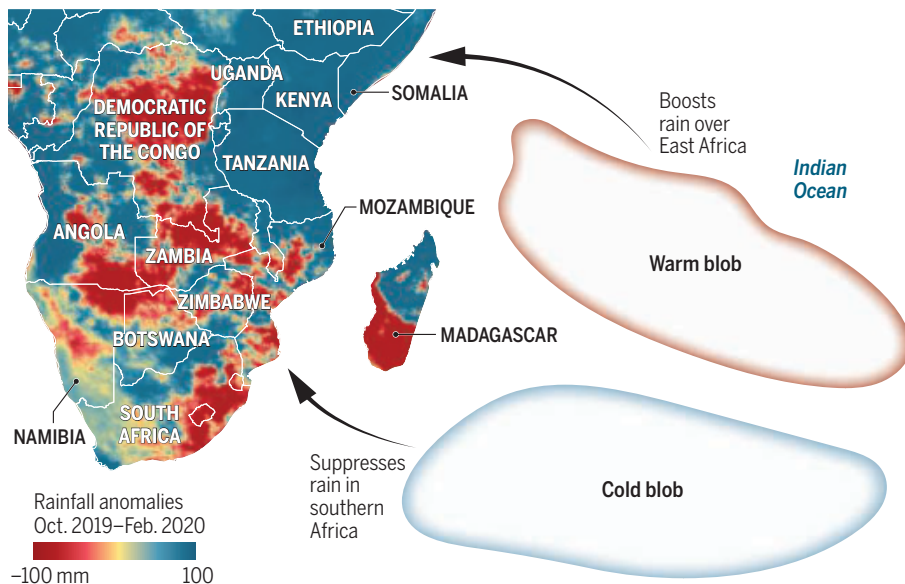 ETHIOPIA
UGANDA
KENYA
SOMALIA
DEMOCRATIC
REPUBLIC OF
THE CONGO
TANZANIA
Boosts
rain over
East Africa
Indian
Ocean
MOZAMBIQUE
ANGOLA
ZAMBIA
Warm blob
ZIMBABWE
BOTSWANA
MADAGASCAR
SOUTH
AFRICA
NAMIBIA
Suppresses
rain in
southern
Africa
Cold blob
Rainfall anomalies
Oct. 2019–Feb. 2020
–100 mm 100